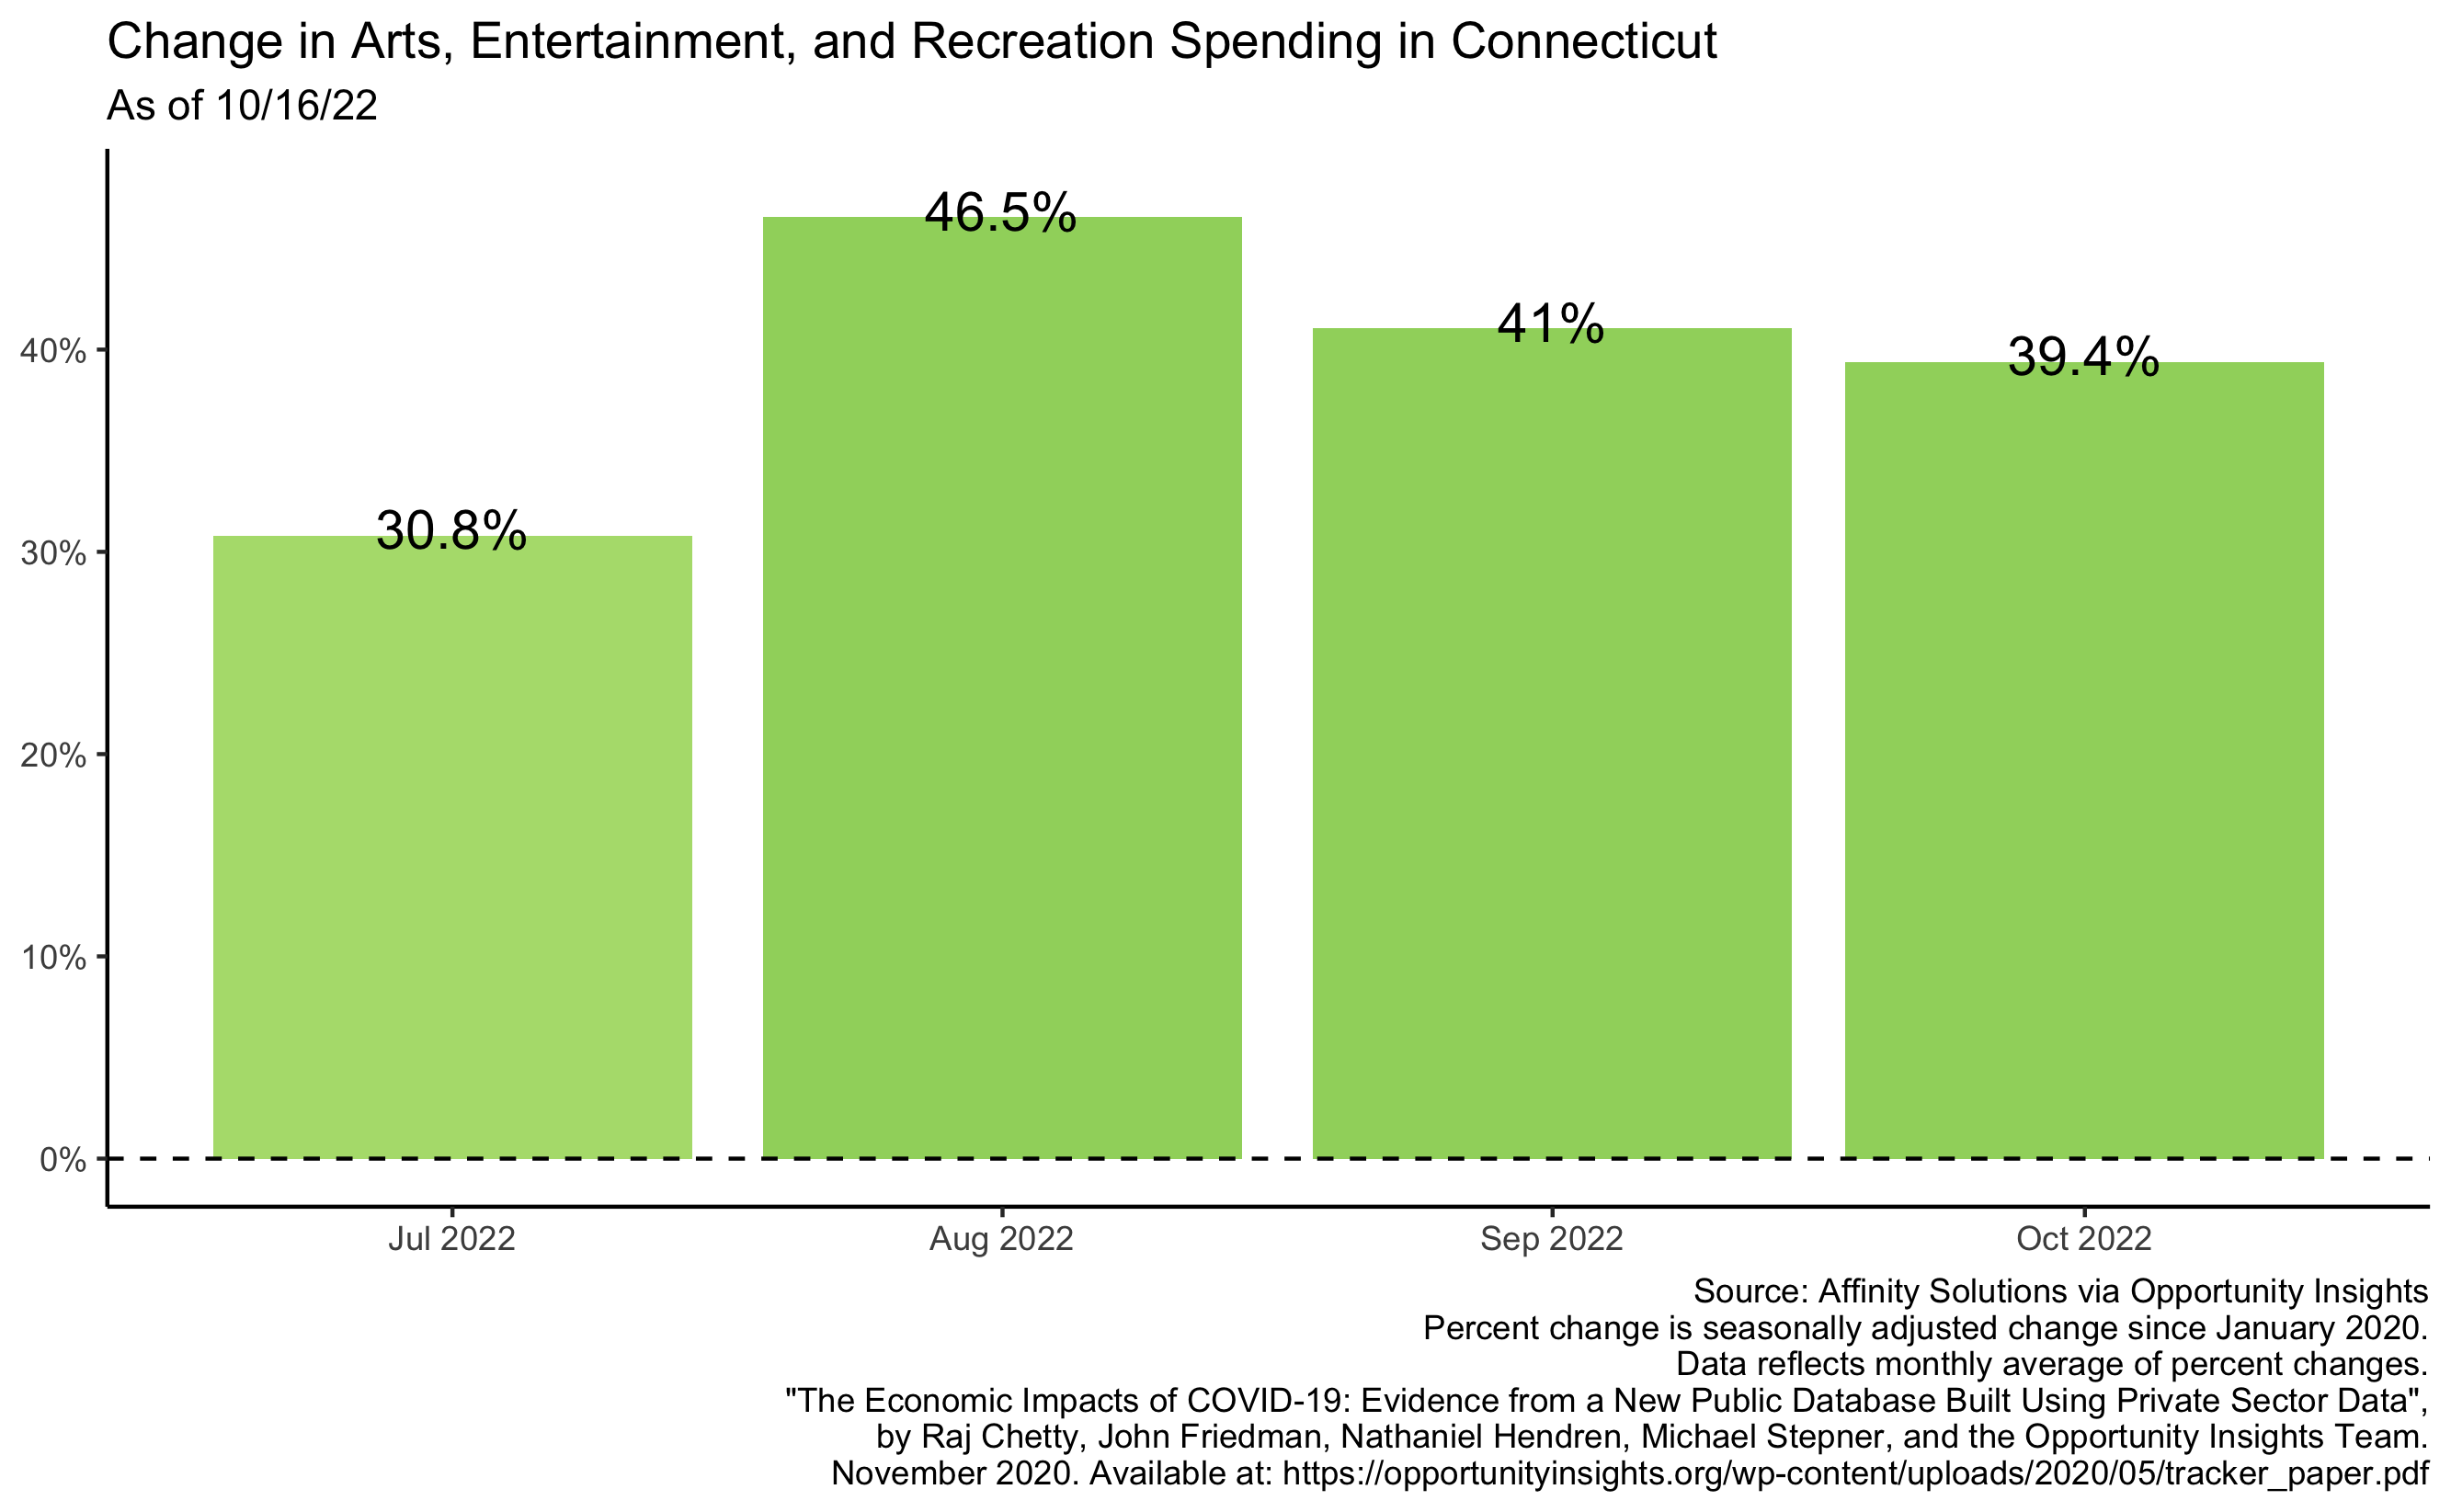 Change in Arts, Entertainment, and Recreation Spending in Connecticut
As of 10/16/22
46.5%
41%
39.4%
30.8%
40%
30%
20%
10%
0%
Jul 2022
Aug 2022
Sep 2022
Oct 2022
Source: Affinity Solutions via Opportunity Insights
Percent change is seasonally adjusted change since January 2020.
Data reflects monthly average of percent changes.
"The Economic Impacts of COVID-19: Evidence from a New Public Database Built Using Private Sector Data",
by Raj Chetty, John Friedman, Nathaniel Hendren, Michael Stepner, and the Opportunity Insights Team.
November 2020. Available at: https://opportunityinsights.org/wp-content/uploads/2020/05/tracker_paper.pdf